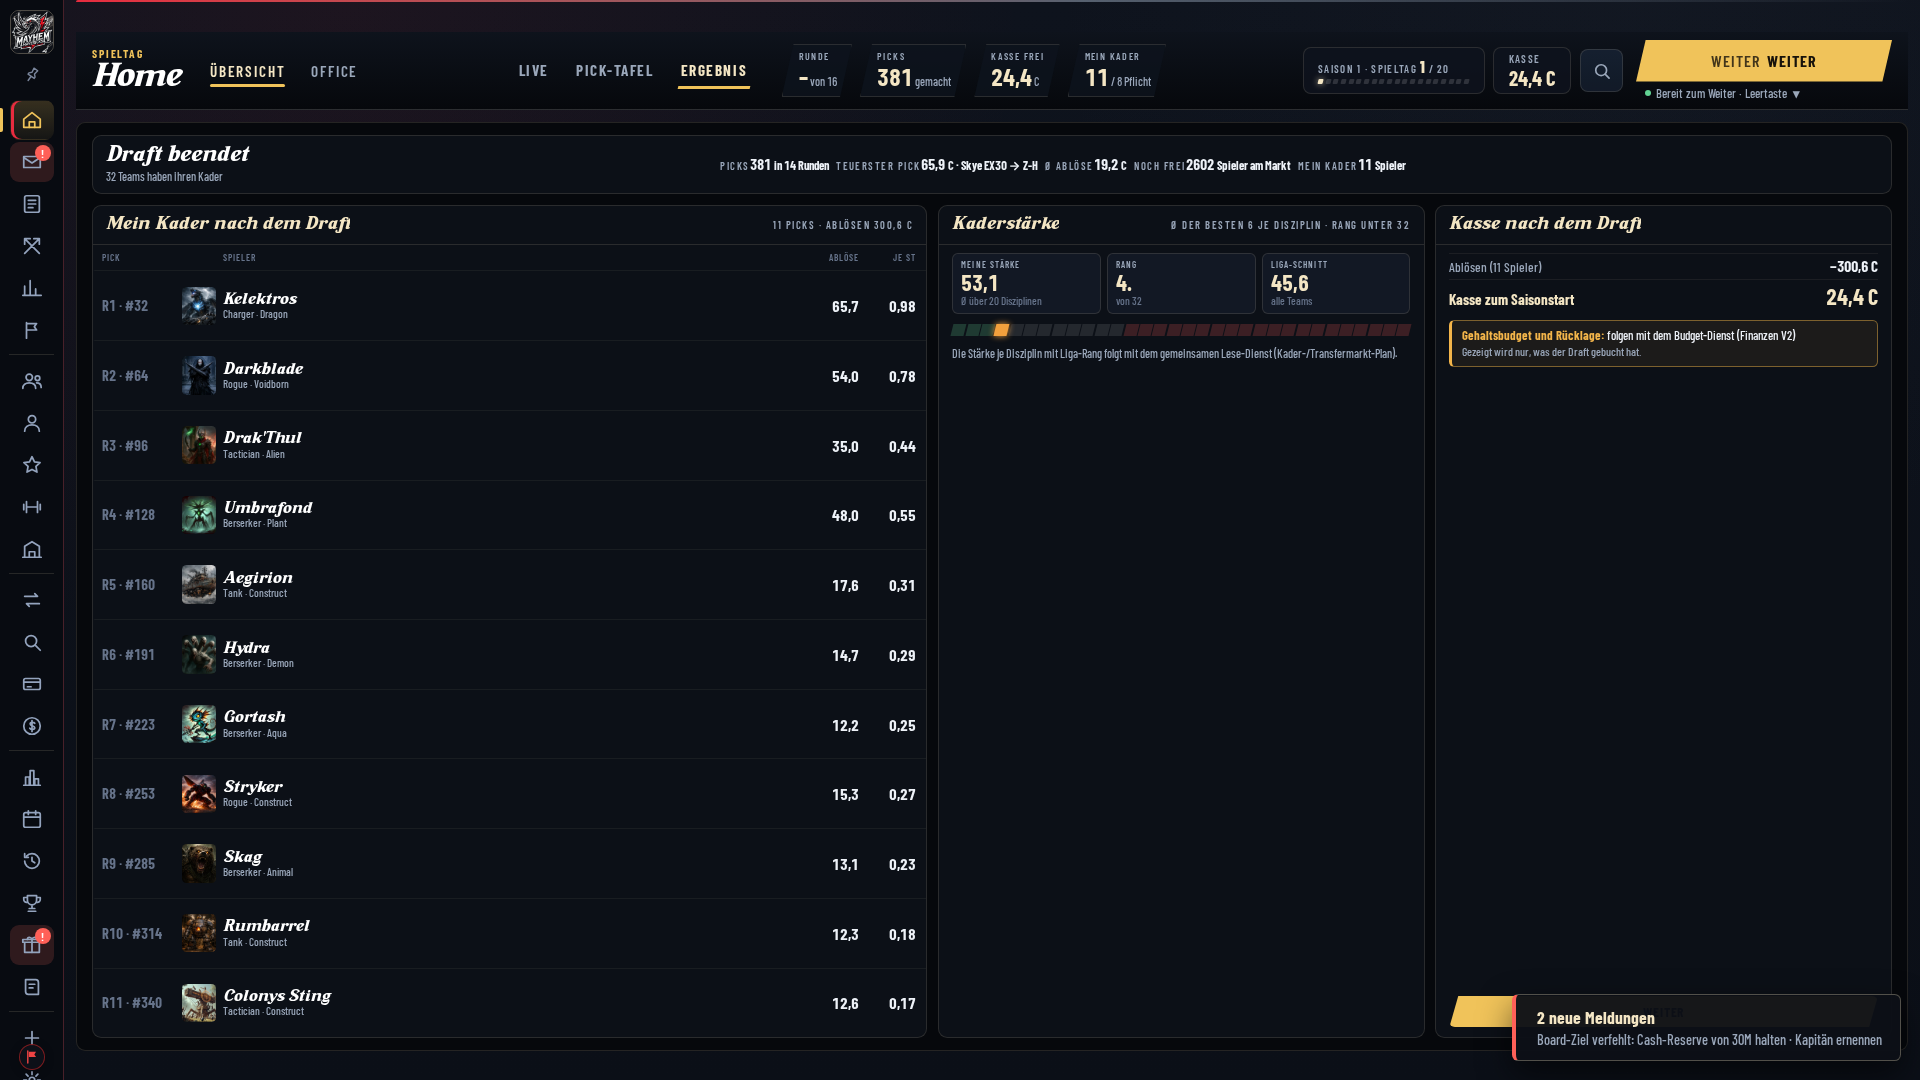 MAYHEM
SPIELTAG
Home
ÜBERSICHT
OFFICE
LIVE
PICK-TAFEL
ERGEBNIS
RUNDE
– von 16
PICKS
381 gemacht
KASSE FREI
24,4 C
MEIN KADER
11 / 8 Pflicht
SAISON 1 · SPIELTAG 1 / 20
KASSE
24,4 C
WEITER WEITER
Bereit zum Weiter · Leertaste ▼
Draft beendet
32 Teams haben Ihren Kader
PICKS 381 in 14 Runden TEUERSTER PICK 65,9 C · Skye EX30 → Z-H Ø ABLÖSE 19,2 C NOCH FREI 2602 Spieler am Markt MEIN KADER 11 Spieler
Mein Kader nach dem Draft
11 PICKS · ABLÖSEN 300,6 C
PICK SPIELER ABLÖSE JE ST
R1 · #32 Kelektros 65,7 0,98
Charger · Dragon
R2 · #64 Darkblade 54,0 0,78
Rogue · Voidborn
R3 · #96 Drak'Thul 35,0 0,44
Tactician · Alien
R4 · #128 Umbrafond 48,0 0,55
Berserker · Plant
R5 · #160 Aegirion 17,6 0,31
Tank · Construct
R6 · #191 Hydra 14,7 0,29
Berserker · Demon
R7 · #223 Gortash 12,2 0,25
Berserker · Aqua
R8 · #253 Stryker 15,3 0,27
Rogue · Construct
R9 · #285 Skag 13,1 0,23
Berserker · Animal
R10 · #314 Rumbarrel 12,3 0,18
Tank · Construct
R11 · #340 Colonys Sting 12,6 0,17
Tactician · Construct
Kaderstärke
Ø DER BESTEN 6 JE DISZIPLIN · RANG UNTER 32
MEINE STÄRKE
53,1
Ø über 20 Disziplinen
RANG
4.
von 32
LIGA-SCHNITT
45,6
alle Teams
Die Stärke je Disziplin mit Liga-Rang folgt mit dem gemeinsamen Lese-Dienst (Kader-/Transfermarkt-Plan).
Kasse nach dem Draft
Ablösen (11 Spieler) –300,6 C
Kasse zum Saisonstart 24,4 C
Gehaltsbudget und Rücklage: folgen mit dem Budget-Dienst (Finanzen V2)
Gezeigt wird nur, was der Draft gebucht hat.
2 neue Meldungen
Board-Ziel verfehlt: Cash-Reserve von 30M halten · Kapitän ernennen